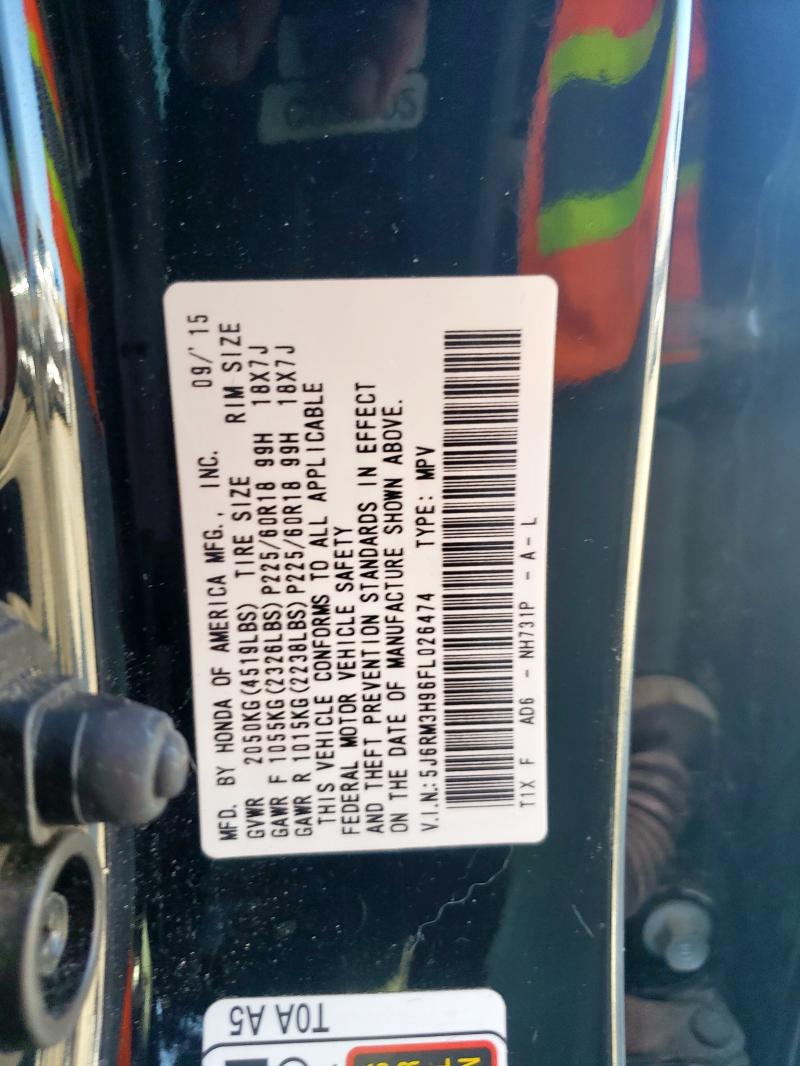 MFD. BY HONDA OF AMERICA MFG., INC. 09/'15
GVWR 2050KG(4519LBS) TIRE SIZE RIM SIZE
GAWR F 1055KG(2326LBS)P225/60R18 99H 18X7J
GAWR R 1015KG(2238LBS)P225/60R18 99H 18X7J
THIS VEHICLE CONFORMS TO ALL APPLICABLE
FEDERAL MOTOR VEHICLE SAFETY
AND THEFT PREVENTION STANDARDS IN EFFECT
ON THE DATE OF MANUFACTURE SHOWN ABOVE.
V.I.N.:5J6RM3H96FL026474 TYPE: MPV
T1X F AD6 - NH731P - A - L
T0A A5